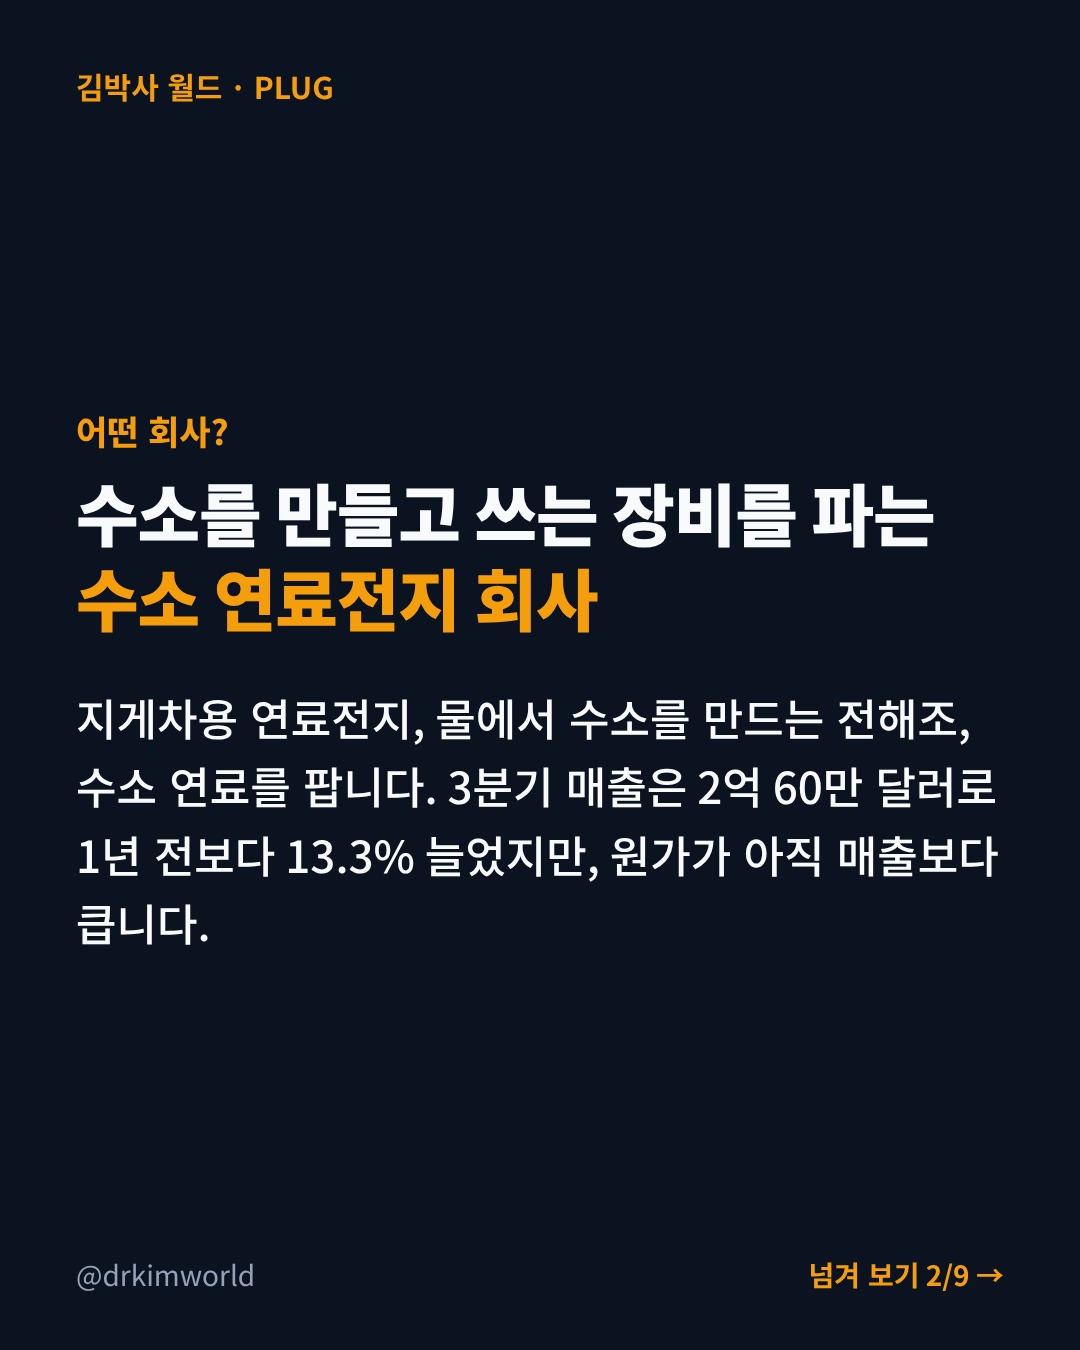 김박사 월드 · PLUG
어떤 회사?
수소를 만들고 쓰는 장비를 파는
수소 연료전지 회사
지게차용 연료전지, 물에서 수소를 만드는 전해조,
수소 연료를 팝니다. 3분기 매출은 2억 60만 달러로
1년 전보다 13.3% 늘었지만, 원가가 아직 매출보다
큽니다.
@drkimworld
넘겨 보기 2/9 →